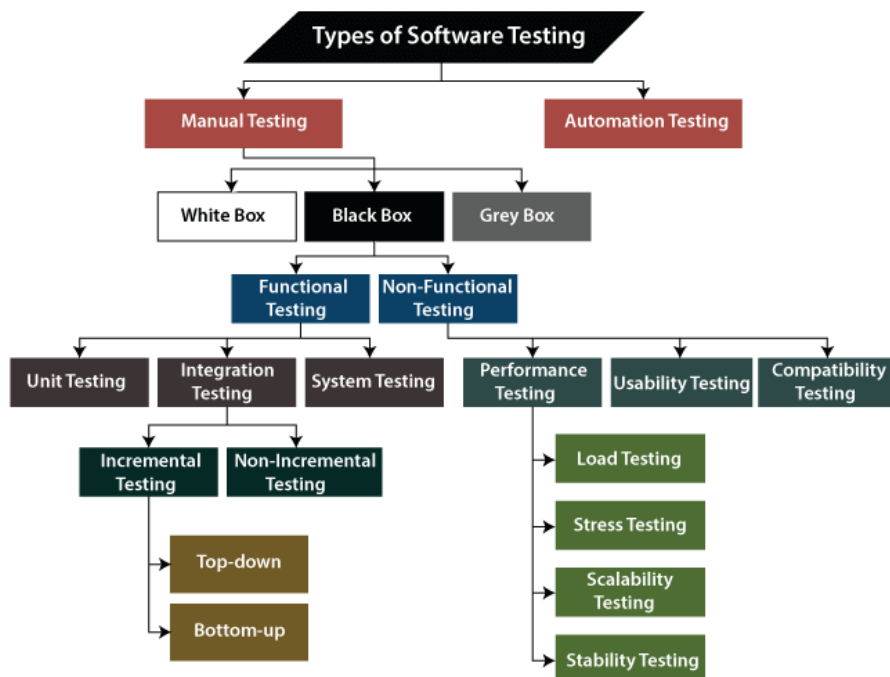 Types of Software Testing
Manual Testing
Automation Testing
White Box
Black Box
Grey Box
Functional
Testing
Non-Functional
Testing
Unit Testing
Integration
Testing
System Testing
Performance
Testing
Usability Testing
Compatibility
Testing
Incremental
Testing
Non-Incremental
Testing
Top-down
Bottom-up
Load Testing
Stress Testing
Scalability
Testing
Stability Testing